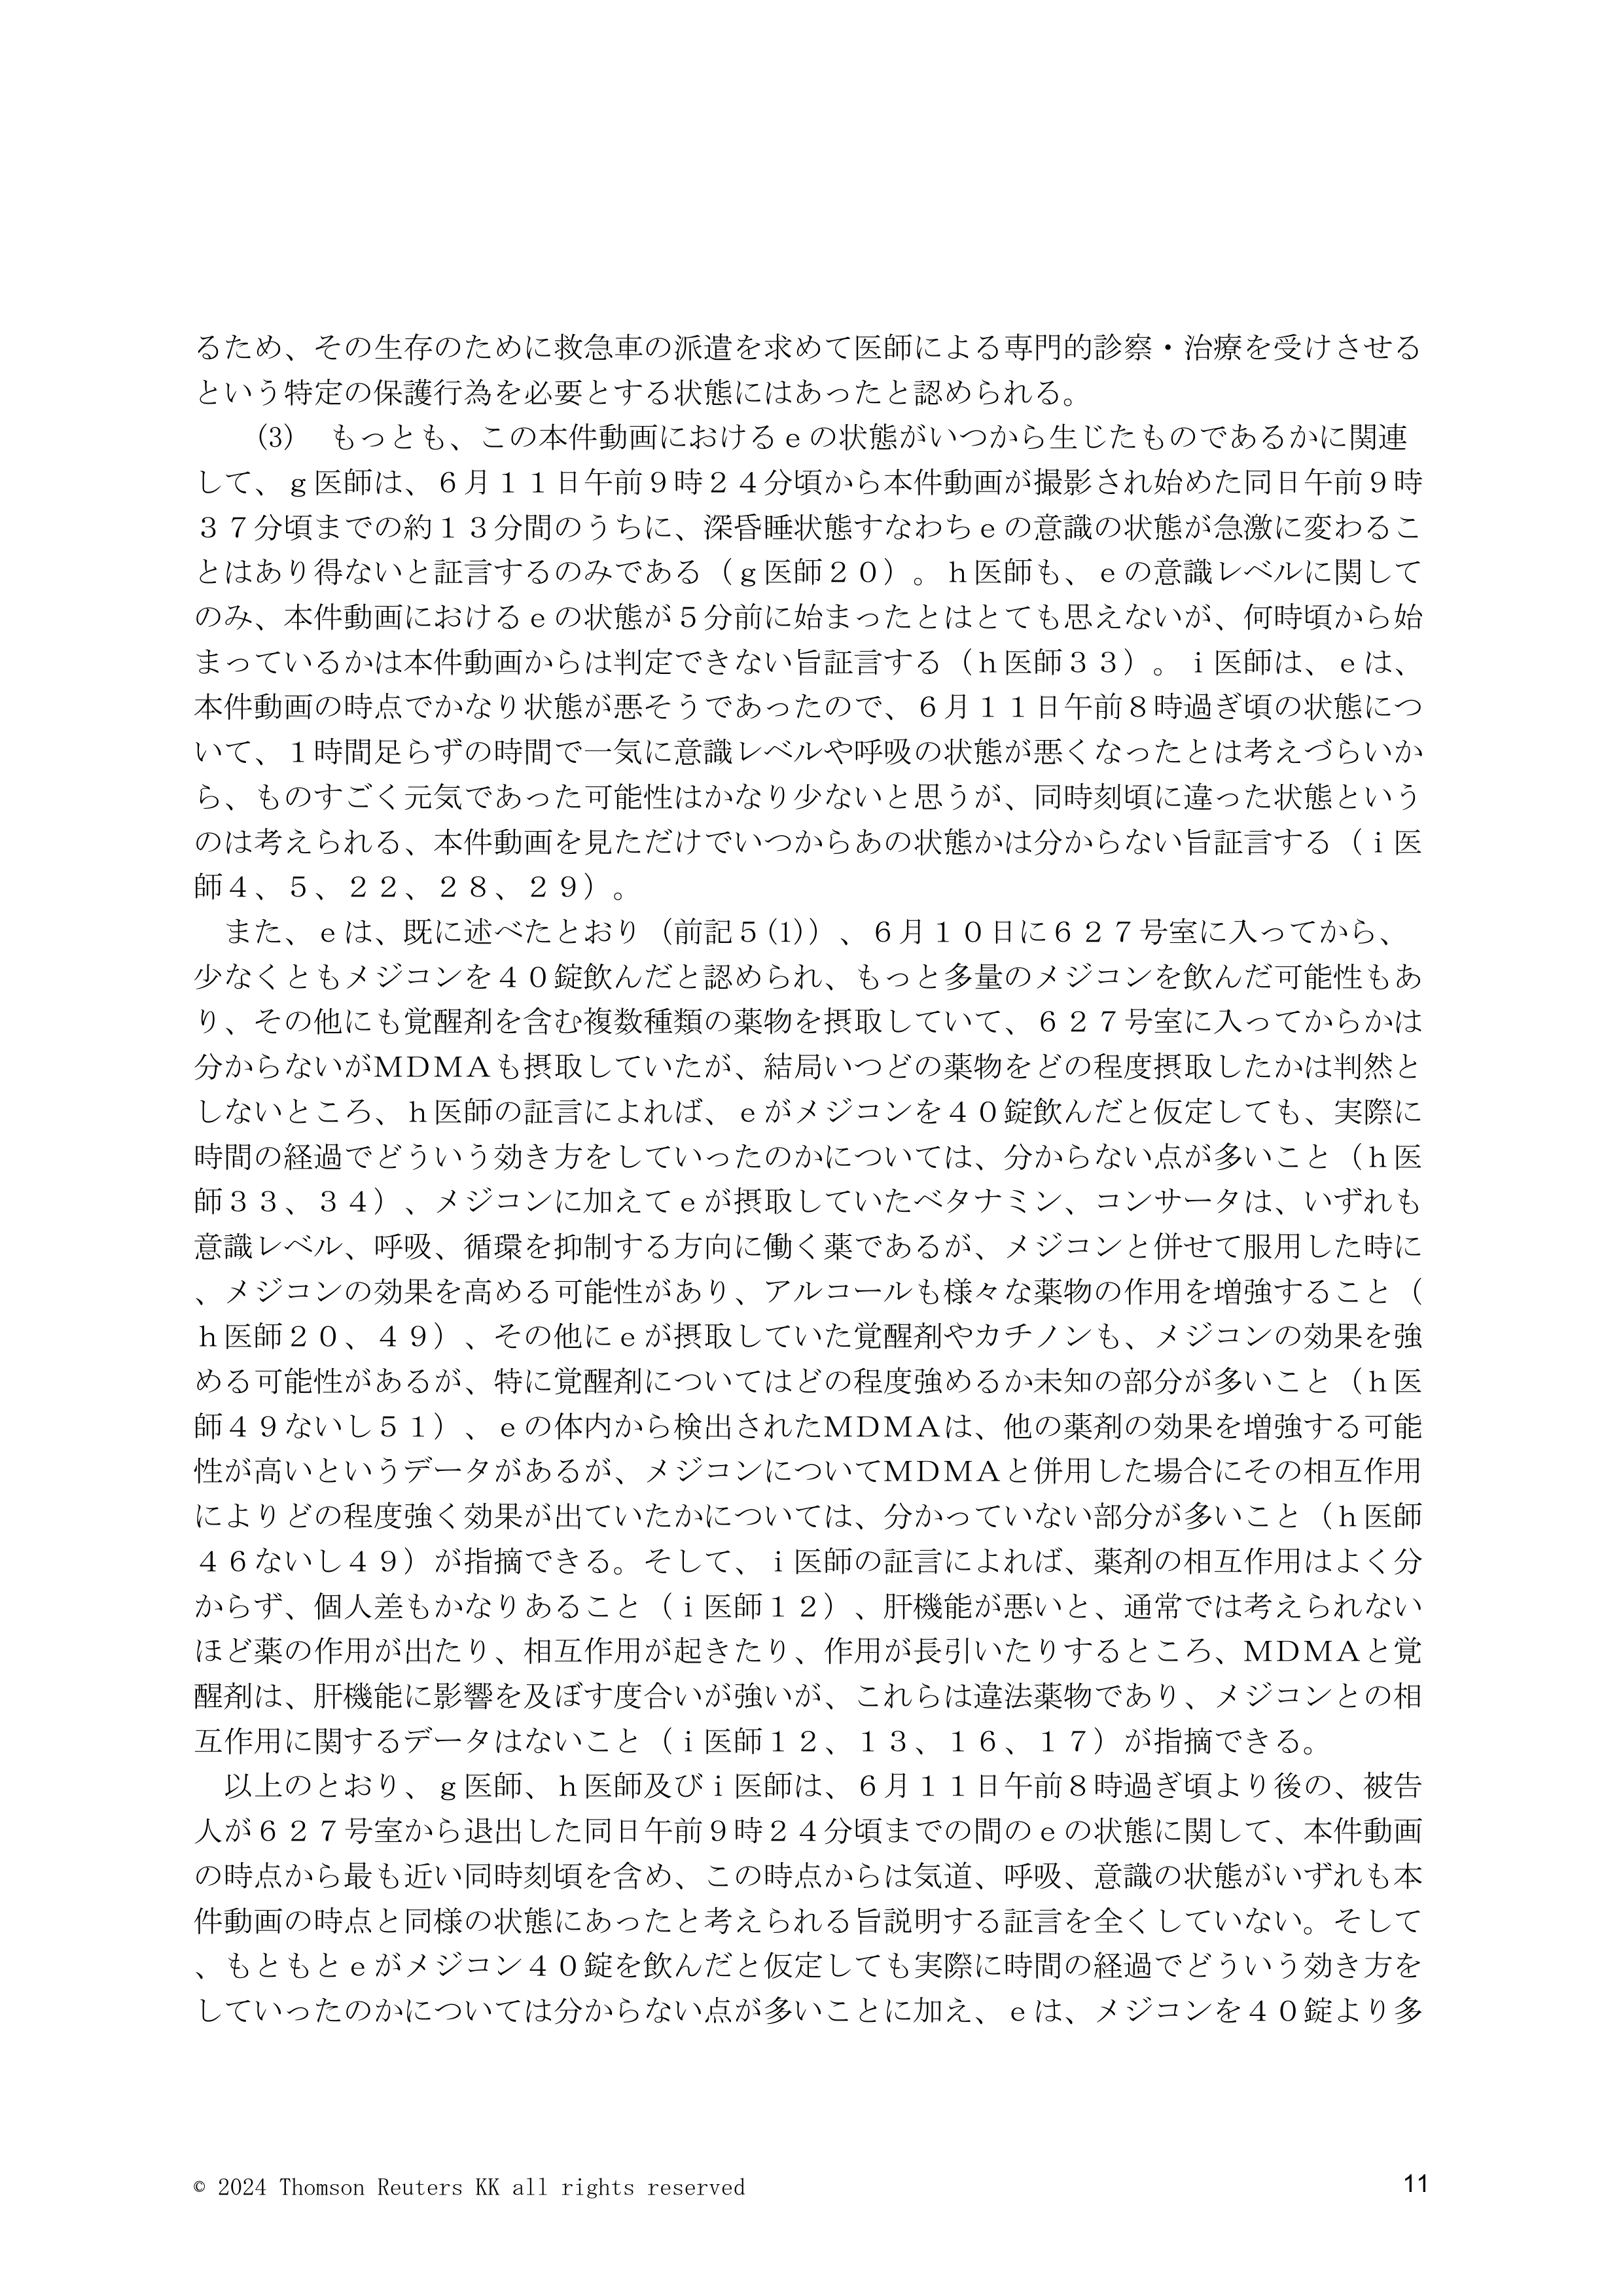 るため、その生存のために救急車の派遣を求めて医師による専門的診察・治療を受けさせる
という特定の保護行為を必要とする状態にはあったと認められる。
　　(3)　もっとも、この本件動画におけるｅの状態がいつから生じたものであるかに関連
して、ｇ医師は、６月１１日午前９時２４分頃から本件動画が撮影され始めた同日午前９時
３７分頃までの約１３分間のうちに、深昏睡状態すなわちｅの意識の状態が急激に変わるこ
とはあり得ないと証言するのみである（ｇ医師２０）。ｈ医師も、ｅの意識レベルに関して
のみ、本件動画におけるｅの状態が５分前に始まったとはとても思えないが、何時頃から始
まっているかは本件動画からは判定できない旨証言する（ｈ医師３３）。ｉ医師は、ｅは、
本件動画の時点でかなり状態が悪そうであったので、６月１１日午前８時過ぎ頃の状態につ
いて、１時間足らずの時間で一気に意識レベルや呼吸の状態が悪くなったとは考えづらいか
ら、ものすごく元気であった可能性はかなり少ないと思うが、同時刻頃に違った状態という
のは考えられる、本件動画を見ただけでいつからあの状態かは分からない旨証言する（ｉ医
師４、５、２２、２８、２９）。
　また、ｅは、既に述べたとおり（前記５(1)）、６月１０日に６２７号室に入ってから、
少なくともメジコンを４０錠飲んだと認められ、もっと多量のメジコンを飲んだ可能性もあ
り、その他にも覚醒剤を含む複数種類の薬物を摂取していて、６２７号室に入ってからかは
分からないがＭＤＭＡも摂取していたが、結局いつどの薬物をどの程度摂取したかは判然と
しないところ、ｈ医師の証言によれば、ｅがメジコンを４０錠飲んだと仮定しても、実際に
時間の経過でどういう効き方をしていったのかについては、分からない点が多いこと（ｈ医
師３３、３４）、メジコンに加えてｅが摂取していたベタナミン、コンサータは、いずれも
意識レベル、呼吸、循環を抑制する方向に働く薬であるが、メジコンと併せて服用した時に
、メジコンの効果を高める可能性があり、アルコールも様々な薬物の作用を増強すること（
ｈ医師２０、４９）、その他にｅが摂取していた覚醒剤やカチノンも、メジコンの効果を強
める可能性があるが、特に覚醒剤についてはどの程度強めるか未知の部分が多いこと（ｈ医
師４９ないし５１）、ｅの体内から検出されたＭＤＭＡは、他の薬剤の効果を増強する可能
性が高いというデータがあるが、メジコンについてＭＤＭＡと併用した場合にその相互作用
によりどの程度強く効果が出ていたかについては、分かっていない部分が多いこと（ｈ医師
４６ないし４９）が指摘できる。そして、ｉ医師の証言によれば、薬剤の相互作用はよく分
からず、個人差もかなりあること（ｉ医師１２）、肝機能が悪いと、通常では考えられない
ほど薬の作用が出たり、相互作用が起きたり、作用が長引いたりするところ、ＭＤＭＡと覚
醒剤は、肝機能に影響を及ぼす度合いが強いが、これらは違法薬物であり、メジコンとの相
互作用に関するデータはないこと（ｉ医師１２、１３、１６、１７）が指摘できる。
　以上のとおり、ｇ医師、ｈ医師及びｉ医師は、６月１１日午前８時過ぎ頃より後の、被告
人が６２７号室から退出した同日午前９時２４分頃までの間のｅの状態に関して、本件動画
の時点から最も近い同時刻頃を含め、この時点からは気道、呼吸、意識の状態がいずれも本
件動画の時点と同様の状態にあったと考えられる旨説明する証言を全くしていない。そして
、もともとｅがメジコン４０錠を飲んだと仮定しても実際に時間の経過でどういう効き方を
していったのかについては分からない点が多いことに加え、ｅは、メジコンを４０錠より多
© 2024 Thomson Reuters KK all rights reserved
11